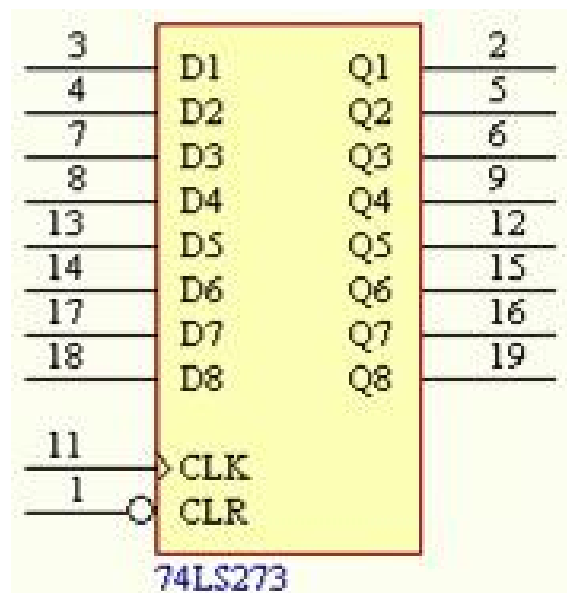 3 D1 Q1 2
4 D2 Q2 5
7 D3 Q3 6
8 D4 Q4 9
13 D5 Q5 12
14 D6 Q6 15
17 D7 Q7 16
18 D8 Q8 19
11 CLK
1 CLR
74LS273